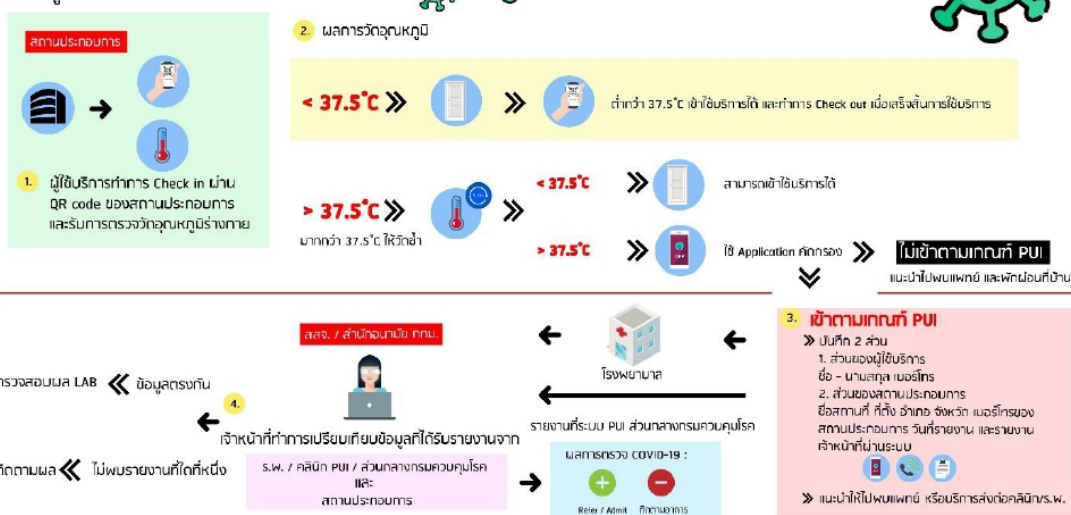 สถานประกอบการ
1. ผู้ใช้บริการทำการ Check in ผ่าน
QR code ของสถานประกอบการ
และรับการตรวจวัดอุณหภูมิร่างกาย
2. ผลการวัดอุณหภูมิ
< 37.5°C
ต่ำกว่า 37.5°C เข้าใช้บริการได้ และทำการ Check out เมื่อเสร็จสิ้นการใช้บริการ
> 37.5°C
มากกว่า 37.5°C ให้วัดซ้ำ
< 37.5°C
สามารถเข้าใช้บริการได้
> 37.5°C
APP
ใช้ Application คัดกรอง
ไม่เข้าตามเกณฑ์ PUI
แนะนำไปพบแพทย์ และพักผ่อนที่บ้าน
3. เข้าตามเกณฑ์ PUI
บันทึก 2 ส่วน
1. ส่วนของผู้ใช้บริการ
ชื่อ - นามสกุล เบอร์โทร
2. ส่วนของสถานประกอบการ
ชื่อสถานที่ ที่ตั้ง อำเภอ จังหวัด เบอร์โทรของ
สถานประกอบการ วันที่รายงาน และรายงาน
เจ้าหน้าที่ผ่านระบบ
แนะนำให้ไปพบแพทย์ หรือบริการส่งต่อคลินิก/ร.พ.
โรงพยาบาล
รายงานที่ระบบ PUI ส่วนกลางกรมควบคุมโรค
สสจ. / สำนักอนามัย กทม.
4.
เจ้าหน้าที่ทำการเปรียบเทียบข้อมูลที่ได้รับรายงานจาก
ร.พ. / คลินิก PUI / ส่วนกลางกรมควบคุมโรค
และ
สถานประกอบการ
ผลการตรวจ COVID-19 :
Refer / Admit
ติดตามอาการ
ข้อมูลตรงกัน
ผล LAB
ไม่พบรายงานที่ใดที่หนึ่ง